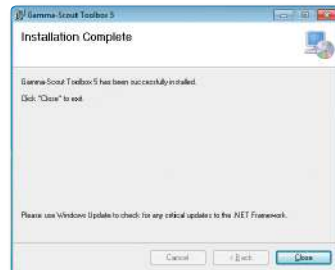 Gamma-Scout Toolbox 5
Installation Complete
Gamma-Scout Toolbox 5 has been successfully installed.
Click "Close" to exit.
Please use Windows Update to check for any critical updates to the .NET Framework.
Cancel
< Back
Close